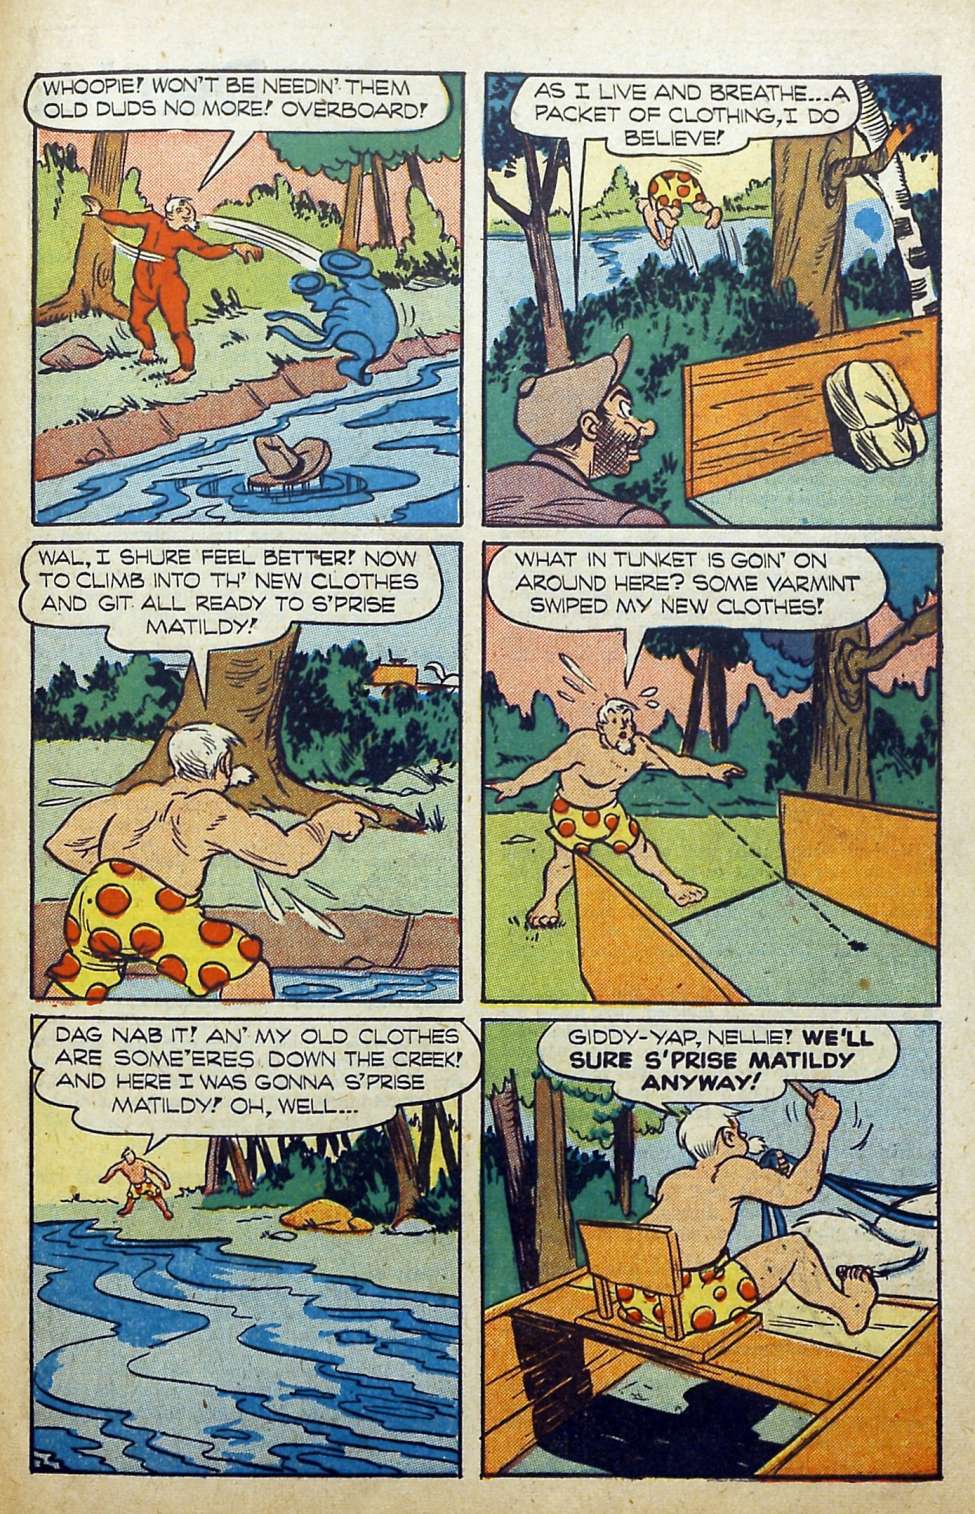 WHOOPIE! WON'T BE NEEDIN' THEM
OLD DUDS NO MORE! OVERBOARD!
AS I LIVE AND BREATHE...A
PACKET OF CLOTHING, I DO
BELIEVE!
WAL, I SHURE FEEL BETTER! NOW
TO CLIMB INTO TH' NEW CLOTHES
AND GIT ALL READY TO S'PRISE
MATILDY!
WHAT IN TUNKET IS GOIN' ON
AROUND HERE? SOME VARMINT
SWIPED MY NEW CLOTHES!
DAG NAB IT! AN' MY OLD CLOTHES
ARE SOME'ERES DOWN THE CREEK!
AND HERE I WAS GONNA S'PRISE
MATILDY! OH, WELL...
GIDDY-YAP, NELLIE! WE'LL
SURE S'PRISE MATILDY
ANYWAY!